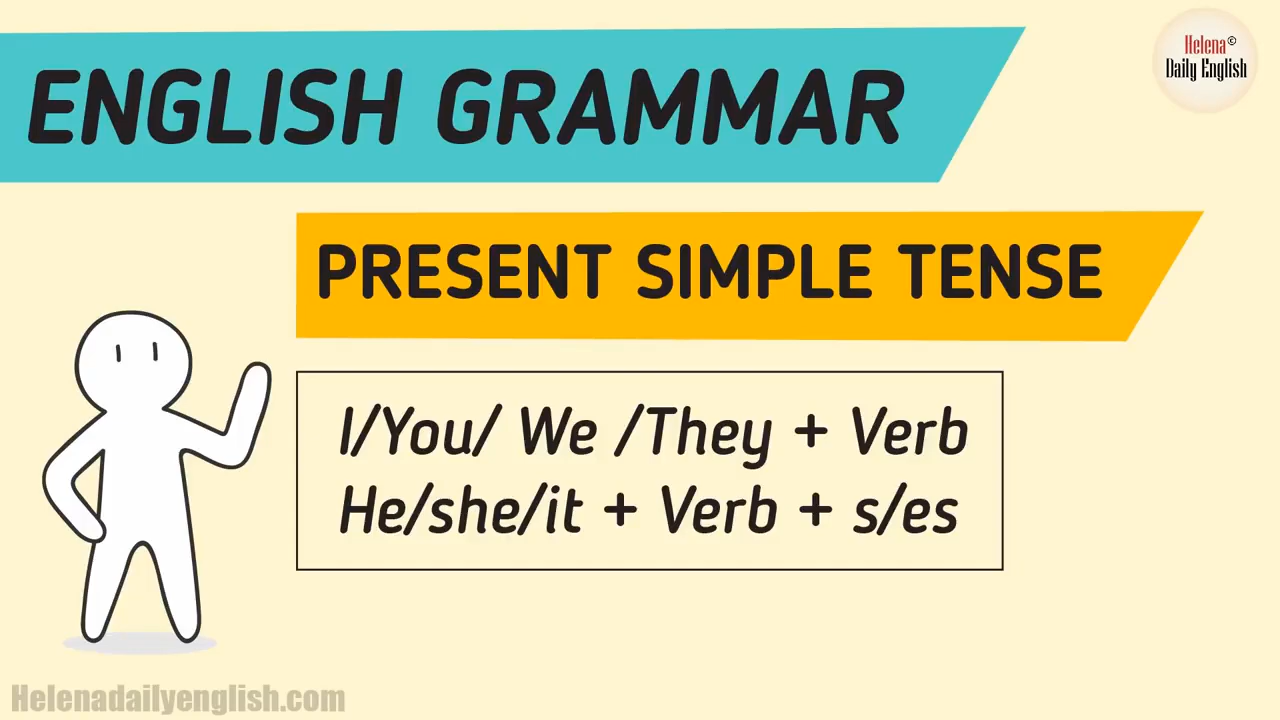 Helena©
Daily English
ENGLISH GRAMMAR
PRESENT SIMPLE TENSE
I/You/ We /They + Verb
He/she/it + Verb + s/es
Helenadailyenglish.com